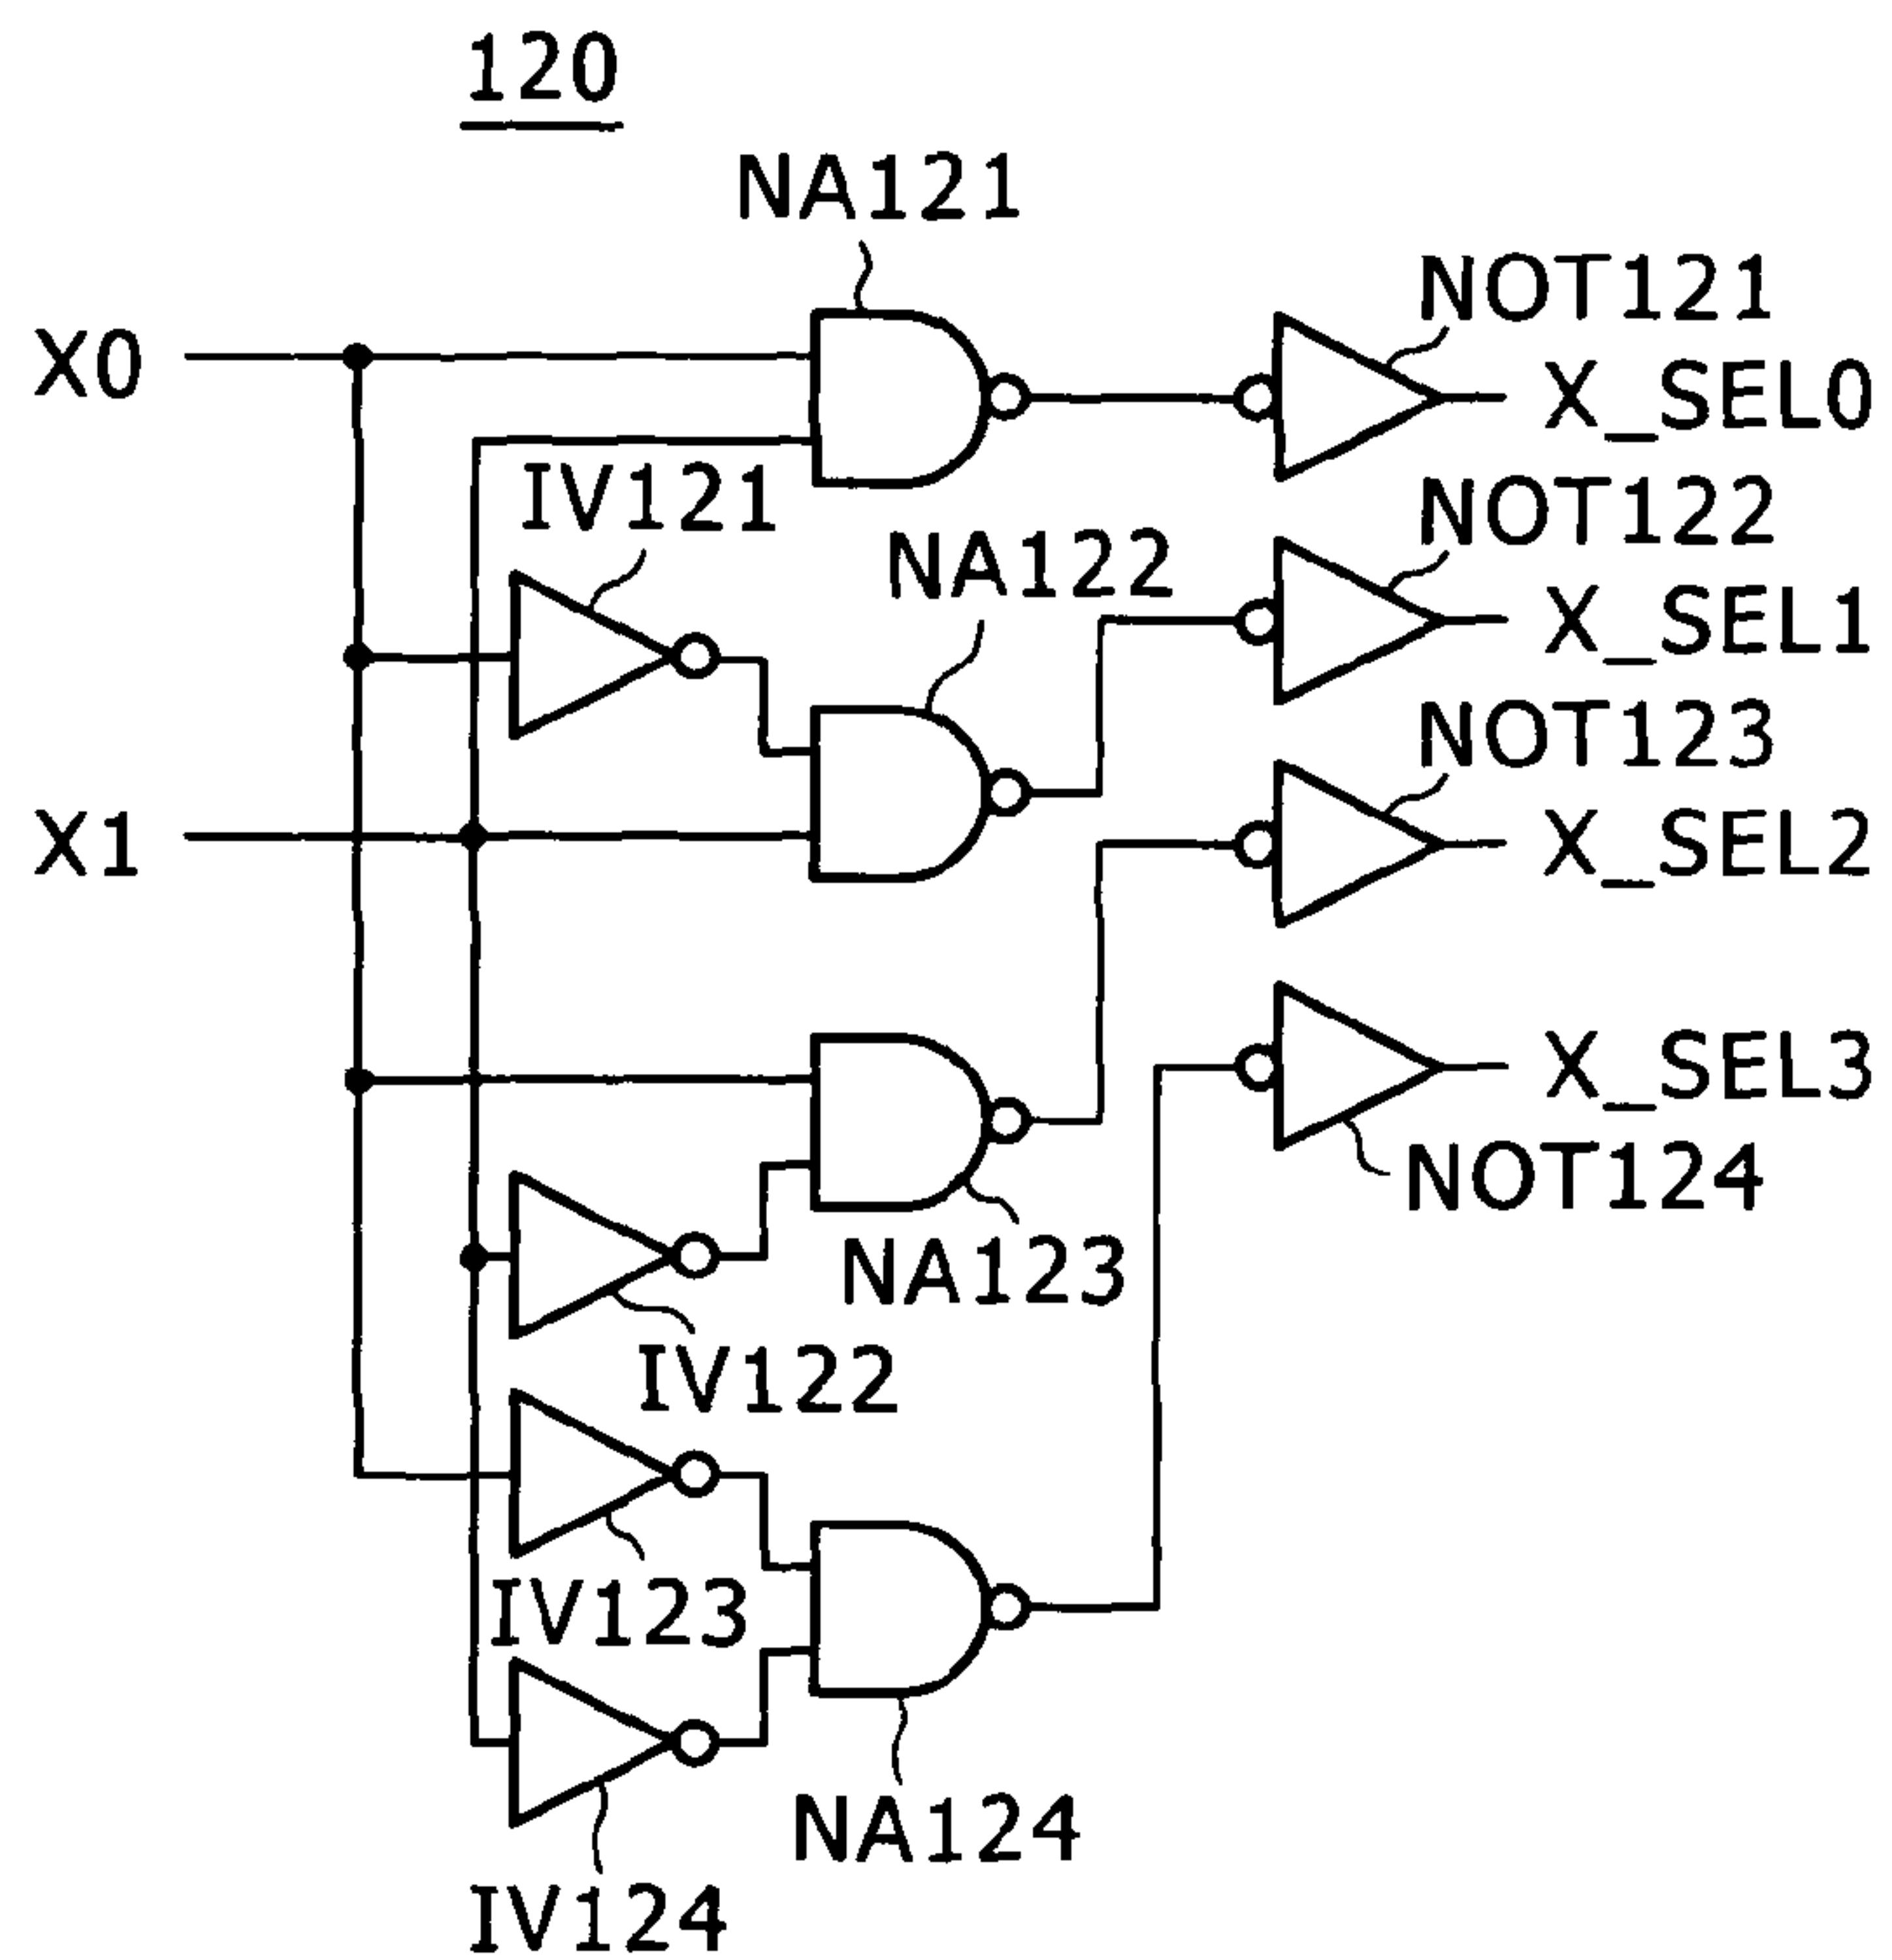 120
NA121
NOT121
X0
X_SEL0
IV121
NOT122
NA122
X_SEL1
NOT123
X1
X_SEL2
X_SEL3
NOT124
NA123
IV122
IV123
NA124
IV124